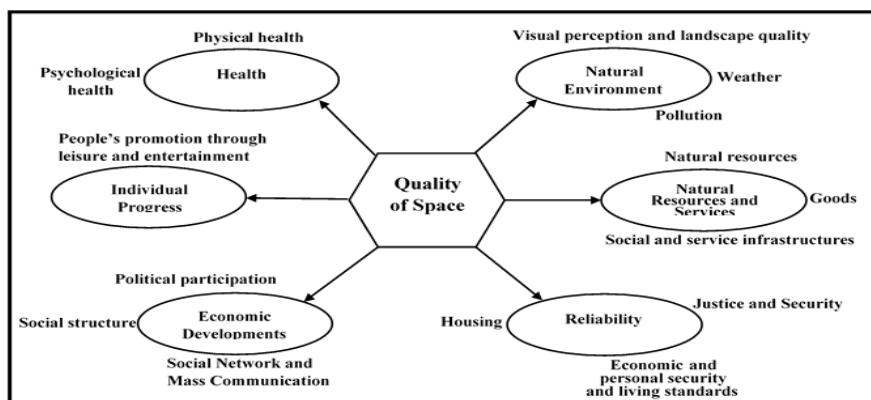 Physical health
Psychological
health
Health
People's promotion through
leisure and entertainment
Individual
Progress
Political participation
Social structure
Economic
Developments
Social Network and
Mass Communication
Quality
of Space
Visual perception and landscape quality
Natural
Environment
Weather
Pollution
Natural resources
Natural
Resources and
Services
Goods
Social and service infrastructures
Housing
Reliability
Justice and Security
Economic and
personal security
and living standards